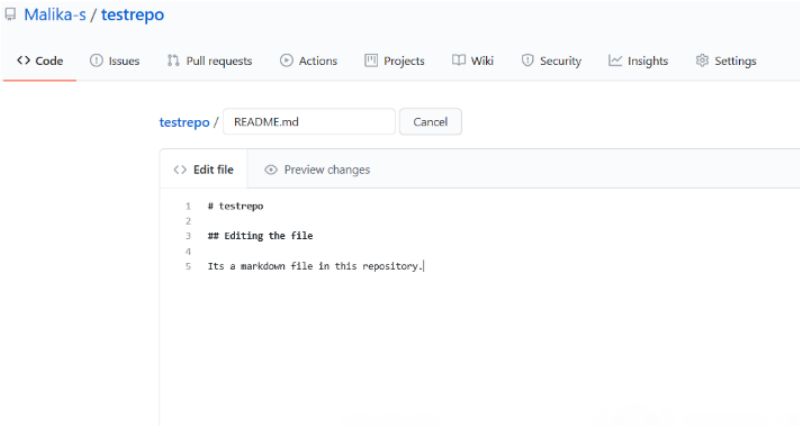 Malika-s / testrepo
<> Code Issues Pull requests Actions Projects Wiki Security Insights Settings
testrepo / README.md Cancel
<> Edit file Preview changes
1 # testrepo
2
3 ## Editing the file
4
5 Its a markdown file in this repository.